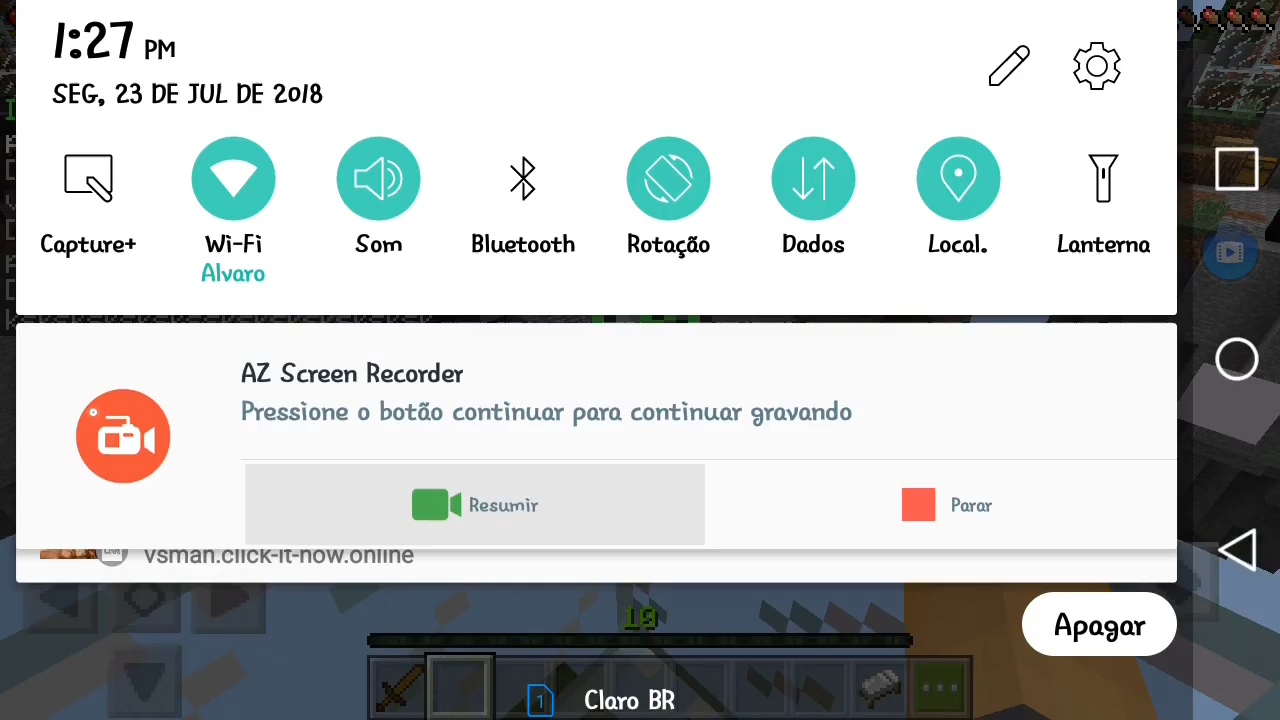 1:27 PM
SEG, 23 DE JUL DE 2018
Capture+
Wi-Fi
Alvaro
Som
Bluetooth
Rotação
Dados
Local.
Lanterna
AZ Screen Recorder
Pressione o botão continuar para continuar gravando
Resumir
Parar
vsman.click-it-now.online
19
Apagar
1
Claro BR